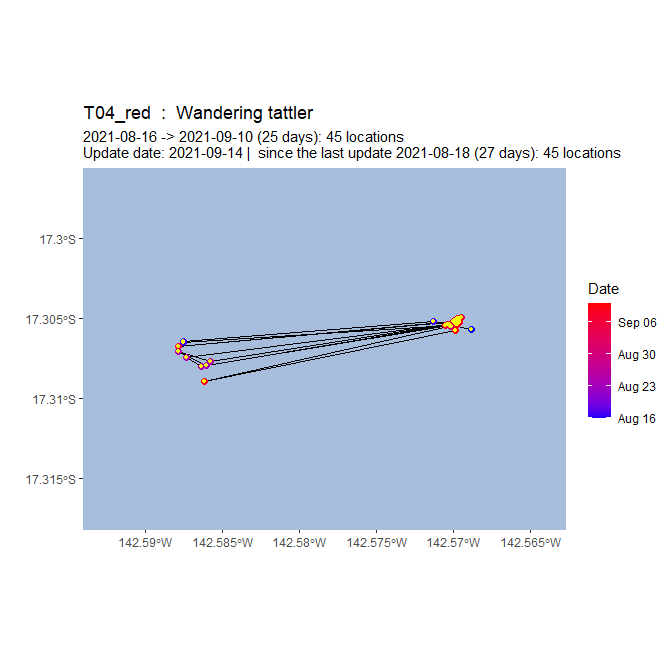 T04_red  :  Wandering tattler
2021-08-16 -> 2021-09-10 (25 days): 45 locations
Update date: 2021-09-14 |  since the last update 2021-08-18 (27 days): 45 locations
17.3°S
17.305°S
17.31°S
17.315°S
142.59°W
142.585°W
142.58°W
142.575°W
142.57°W
142.565°W
Date
Sep 06
Aug 30
Aug 23
Aug 16